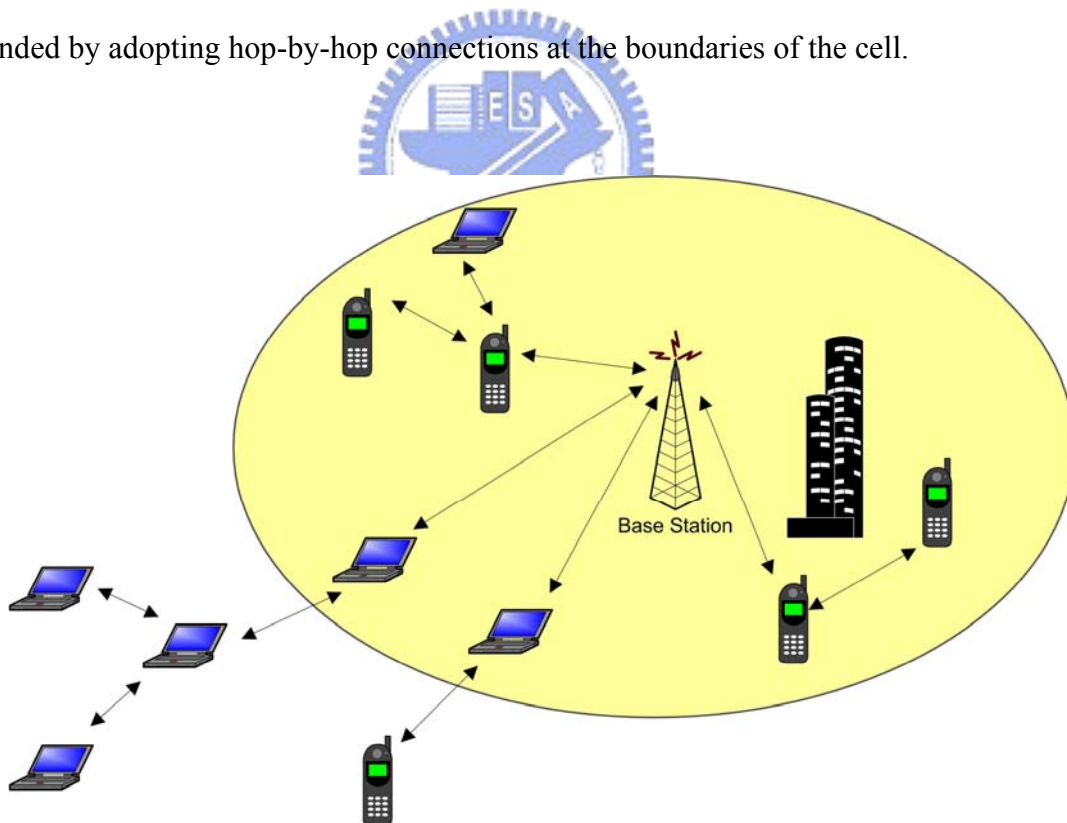 nded by adopting hop-by-hop connections at the boundaries of the cell.
E S A
Base Station